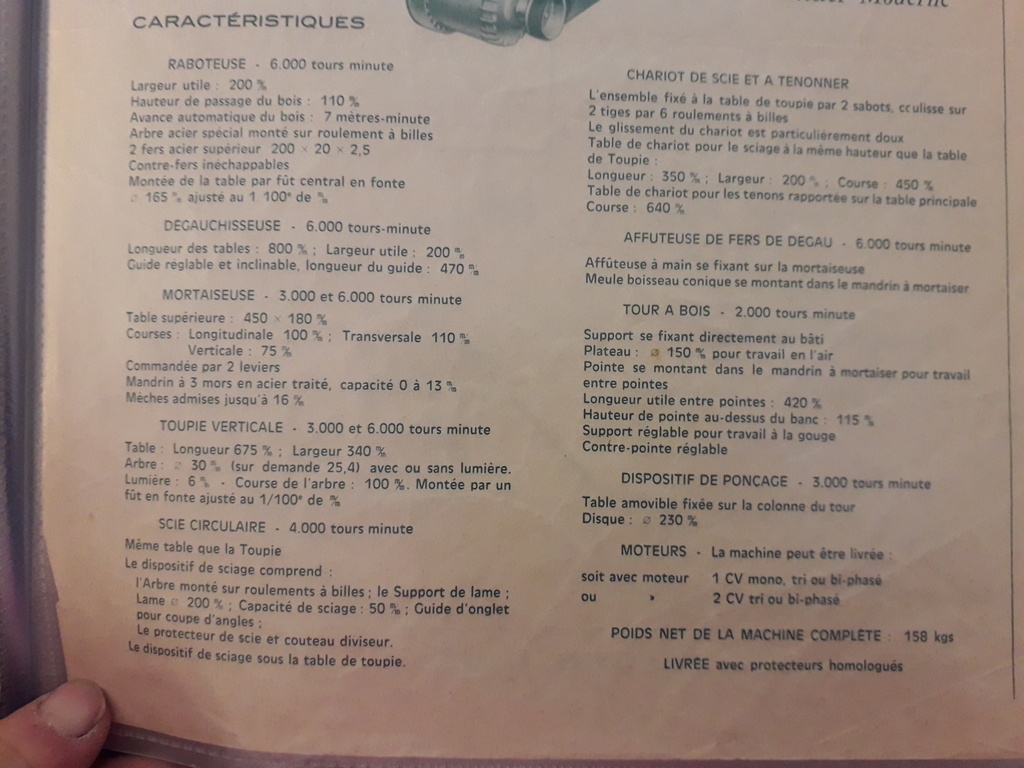 Moderne
CARACTÉRISTIQUES
RABOTEUSE - 6.000 tours minute
Largeur utile : 200 ‰
Hauteur de passage du bois : 110 ‰
Avance automatique du bois : 7 mètres-minute
Arbre acier spécial monté sur roulement à billes
2 fers acier supérieur 200 × 20 × 2,5
Contre-fers inéchappables
Montée de la table par fût central en fonte
⌀ 165 ‰ ajusté au 1 100e de ‰
DEGAUCHISSEUSE - 6.000 tours-minute
Longueur des tables : 800 ‰ ; Largeur utile : 200 ‰
Guide réglable et inclinable, longueur du guide : 470 ‰
MORTAISEUSE - 3.000 et 6.000 tours minute
Table supérieure : 450 × 180 ‰
Courses : Longitudinale 100 ‰ ; Transversale 110 ‰
Verticale : 75 ‰
Commandée par 2 leviers
Mandrin à 3 mors en acier traité, capacité 0 à 13 ‰
Mèches admises jusqu'à 16 ‰
TOUPIE VERTICALE - 3.000 et 6.000 tours minute
Table : Longueur 675 ‰ ; Largeur 340 ‰
Arbre : ⌀ 30 ‰ (sur demande 25,4) avec ou sans lumière.
Lumière : 6 ‰ - Course de l'arbre : 100 ‰. Montée par un
fût en fonte ajusté au 1/100e de ‰
SCIE CIRCULAIRE - 4.000 tours minute
Même table que la Toupie
Le dispositif de sciage comprend :
l'Arbre monté sur roulements à billes ; le Support de lame ;
Lame ⌀ 200 ‰ ; Capacité de sciage : 50 ‰ ; Guide d'onglet
pour coupe d'angles ;
Le protecteur de scie et couteau diviseur.
Le dispositif de sciage sous la table de toupie.
CHARIOT DE SCIE ET A TENONNER
L'ensemble fixé à la table de toupie par 2 sabots, coulisse sur
2 tiges par 6 roulements à billes
Le glissement du chariot est particulièrement doux
Table de chariot pour le sciage à la même hauteur que la table
de Toupie :
Longueur : 350 ‰ ; Largeur : 200 ‰ ; Course : 450 ‰
Table de chariot pour les tenons rapportée sur la table principale
Course : 640 ‰
AFFUTEUSE DE FERS DE DEGAU - 6.000 tours minute
Affûteuse à main se fixant sur la mortaiseuse
Meule boisseau conique se montant dans le mandrin à mortaiser
TOUR A BOIS - 2.000 tours minute
Support se fixant directement au bâti
Plateau : ⌀ 150 ‰ pour travail en l'air
Pointe se montant dans le mandrin à mortaiser pour travail
entre pointes
Longueur utile entre pointes : 420 ‰
Hauteur de pointe au-dessus du banc : 115 ‰
Support réglable pour travail à la gouge
Contre-pointe réglable
DISPOSITIF DE PONÇAGE - 3.000 tours minute
Table amovible fixée sur la colonne du tour
Disque : ⌀ 230 ‰
MOTEURS - La machine peut être livrée :
soit avec moteur 1 CV mono, tri ou bi-phasé
ou » 2 CV tri ou bi-phasé
POIDS NET DE LA MACHINE COMPLÈTE : 158 kgs
LIVRÉE avec protecteurs homologués